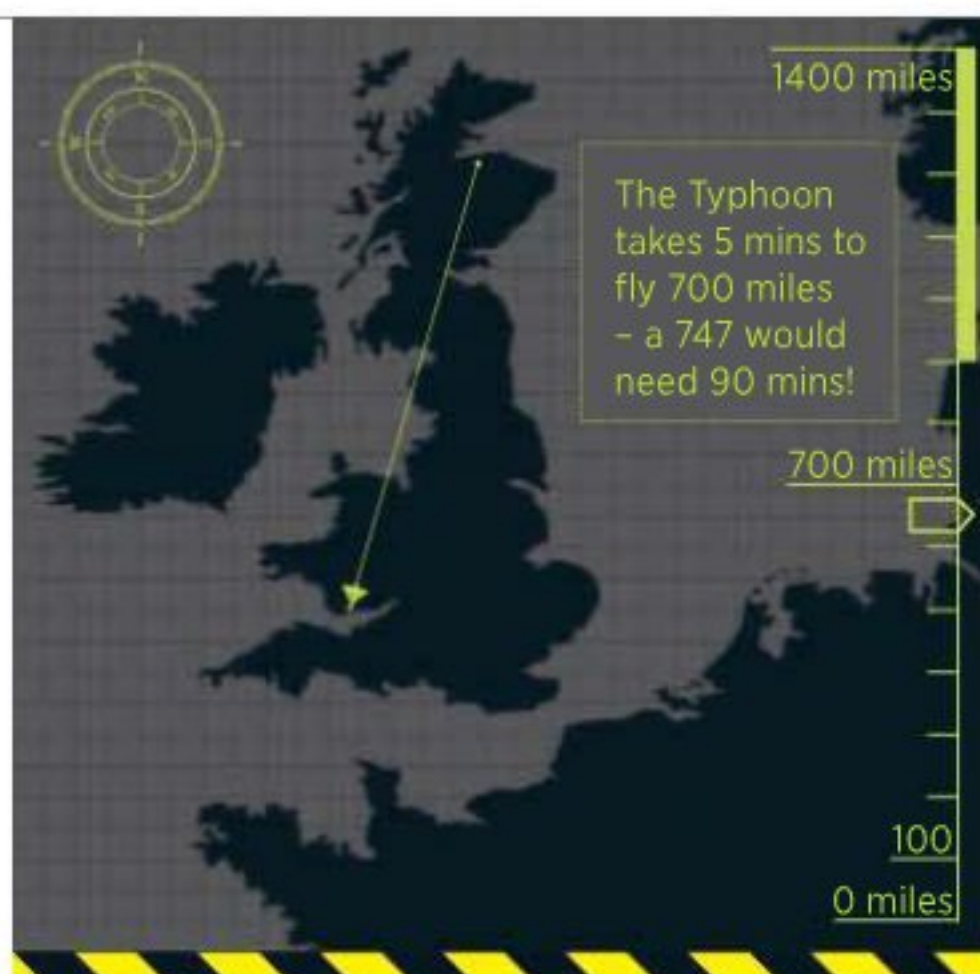 1400 miles
The Typhoon
takes 5 mins to
fly 700 miles
– a 747 would
need 90 mins!
700 miles
100
0 miles